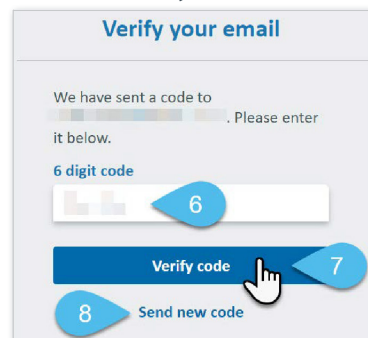 Verify your email
We have sent a code to
. Please enter
it below.
6 digit code
6
Verify code
7
8
Send new code